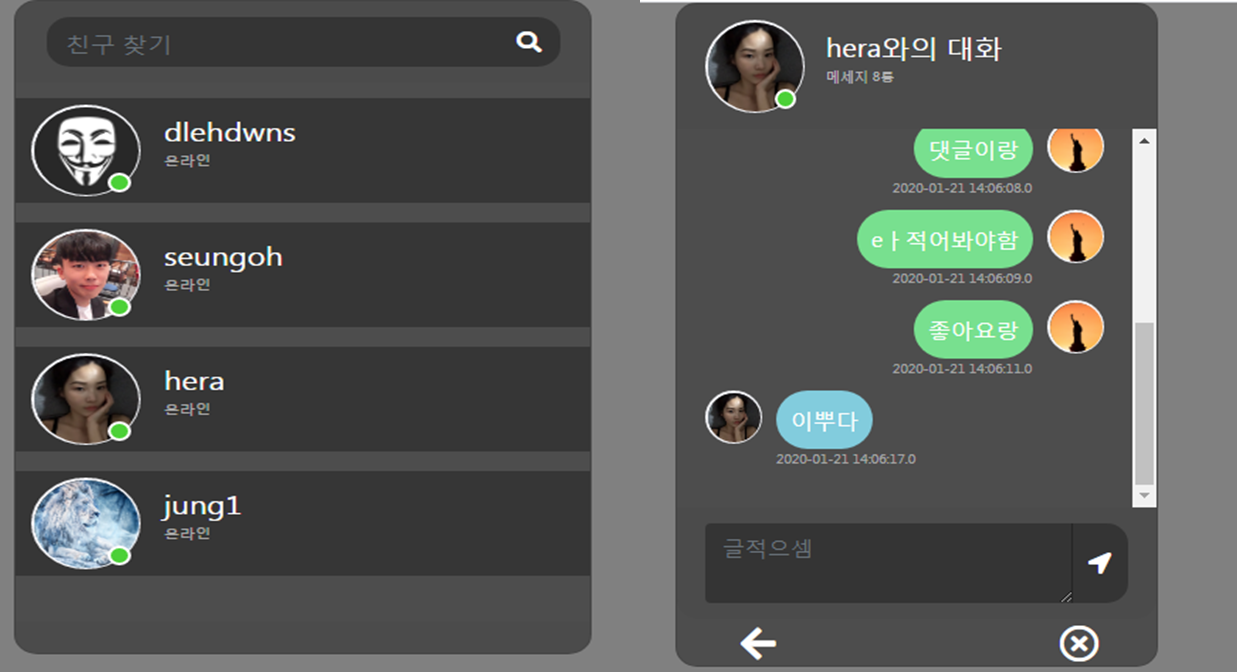 친구 찾기
dlehdwns
온라인
seungoh
온라인
hera
온라인
jung1
온라인
hera와의 대화
메세지 8통
댓글이랑
2020-01-21 14:06:08.0
eㅏ적어봐야함
2020-01-21 14:06:09.0
좋아요랑
2020-01-21 14:06:11.0
이뿌다
2020-01-21 14:06:17.0
글적으셈